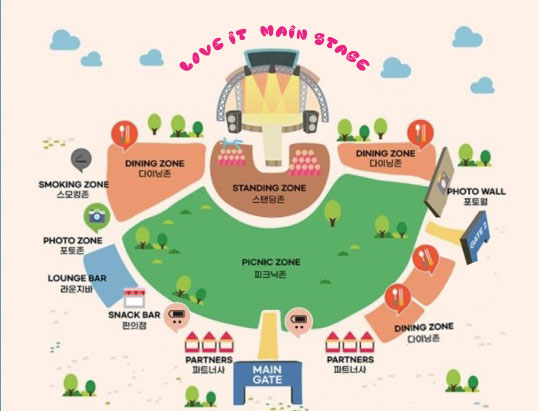 LOVE IT MAIN STAGE
DINING ZONE
다이닝존
DINING ZONE
다이닝존
STANDING ZONE
스탠딩존
SMOKING ZONE
스모킹존
PHOTO WALL
포토월
PHOTO ZONE
포토존
GATE 2
PICNIC ZONE
피크닉존
LOUNGE BAR
라운지바
SNACK BAR
편의점
DINING ZONE
다이닝존
PARTNERS
파트너사
MAIN
GATE
PARTNERS
파트너사